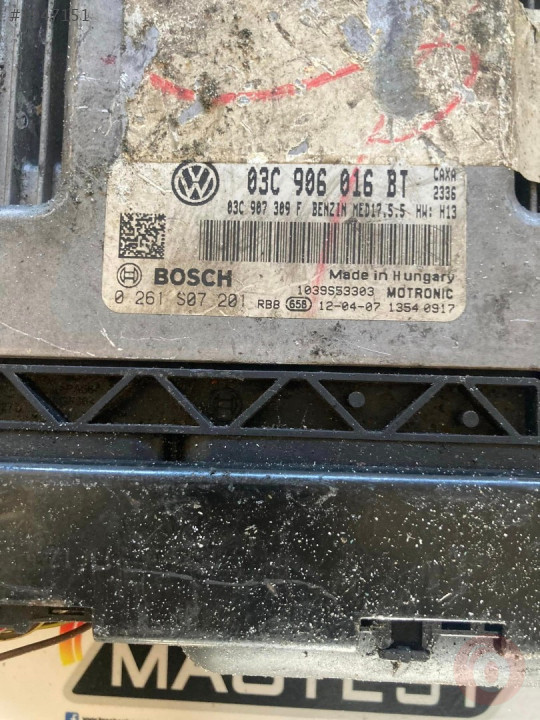 03C 906 016 BT CAXA
2336
03C 907 309 F BENZIN MED17.5.5 HW: H13
BOSCH
Made in Hungary
0 261 S07 201
1039S53303 MOTRONIC
RBB 658 12-04-07 1354 0917